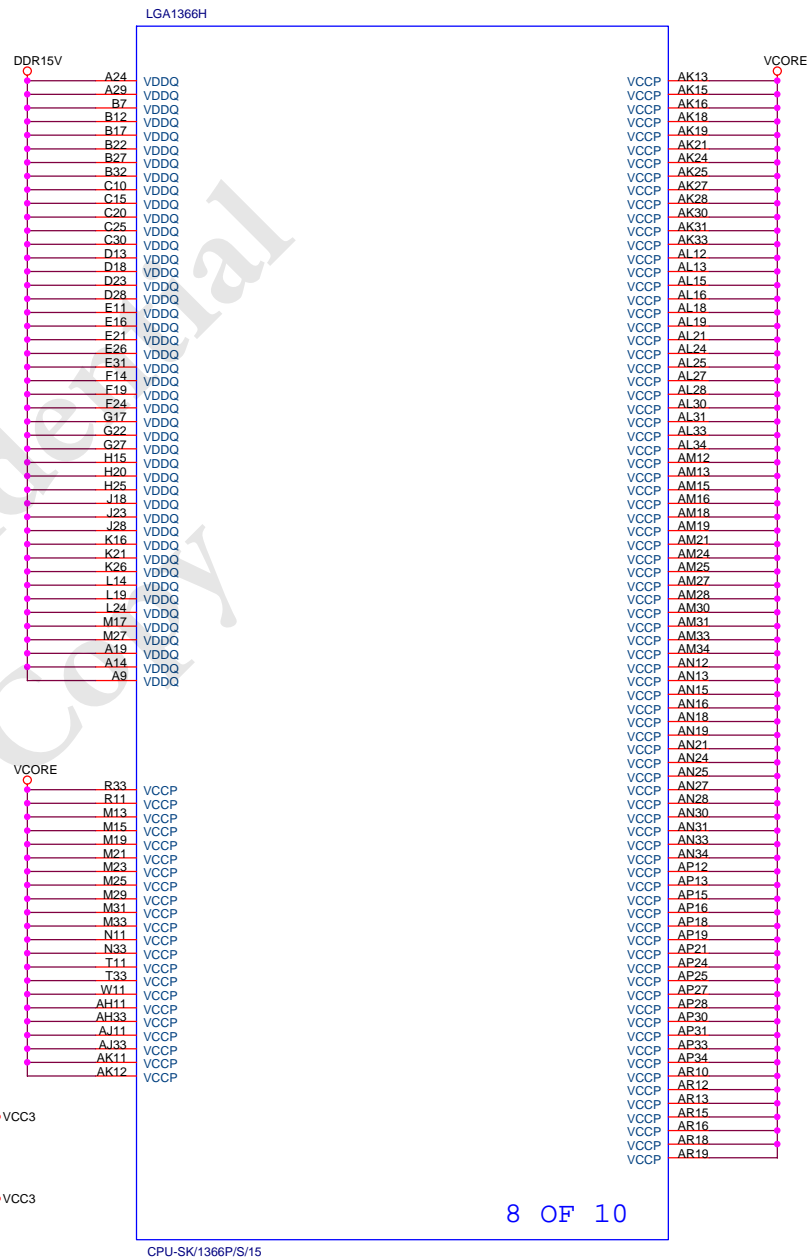 LGA1366H
DDR15V
A24 VDDQ
A29 VDDQ
B7 VDDQ
B12 VDDQ
B17 VDDQ
B22 VDDQ
B27 VDDQ
B32 VDDQ
C10 VDDQ
C15 VDDQ
C20 VDDQ
C25 VDDQ
C30 VDDQ
D13 VDDQ
D18 VDDQ
D23 VDDQ
D28 VDDQ
E11 VDDQ
E16 VDDQ
E21 VDDQ
E26 VDDQ
E31 VDDQ
F14 VDDQ
F19 VDDQ
F24 VDDQ
G17 VDDQ
G22 VDDQ
G27 VDDQ
H15 VDDQ
H20 VDDQ
H25 VDDQ
J18 VDDQ
J23 VDDQ
J28 VDDQ
K16 VDDQ
K21 VDDQ
K26 VDDQ
L14 VDDQ
L19 VDDQ
L24 VDDQ
M17 VDDQ
M27 VDDQ
A19 VDDQ
A14 VDDQ
A9 VDDQ
VCORE
R33 VCCP
R11 VCCP
M13 VCCP
M15 VCCP
M19 VCCP
M21 VCCP
M23 VCCP
M25 VCCP
M29 VCCP
M31 VCCP
M33 VCCP
N11 VCCP
N33 VCCP
T11 VCCP
T33 VCCP
W11 VCCP
AH11 VCCP
AH33 VCCP
AJ11 VCCP
AJ33 VCCP
AK11 VCCP
AK12 VCCP
VCC3
VCC3
VCORE
VCCP AK13
VCCP AK15
VCCP AK16
VCCP AK18
VCCP AK19
VCCP AK21
VCCP AK24
VCCP AK25
VCCP AK27
VCCP AK28
VCCP AK30
VCCP AK31
VCCP AK33
VCCP AL12
VCCP AL13
VCCP AL15
VCCP AL16
VCCP AL18
VCCP AL19
VCCP AL21
VCCP AL24
VCCP AL25
VCCP AL27
VCCP AL28
VCCP AL30
VCCP AL31
VCCP AL33
VCCP AL34
VCCP AM12
VCCP AM13
VCCP AM15
VCCP AM16
VCCP AM18
VCCP AM19
VCCP AM21
VCCP AM24
VCCP AM25
VCCP AM27
VCCP AM28
VCCP AM30
VCCP AM31
VCCP AM33
VCCP AM34
VCCP AN12
VCCP AN13
VCCP AN15
VCCP AN16
VCCP AN18
VCCP AN19
VCCP AN21
VCCP AN24
VCCP AN25
VCCP AN27
VCCP AN28
VCCP AN30
VCCP AN31
VCCP AN33
VCCP AN34
VCCP AP12
VCCP AP13
VCCP AP15
VCCP AP16
VCCP AP18
VCCP AP19
VCCP AP21
VCCP AP24
VCCP AP25
VCCP AP27
VCCP AP28
VCCP AP30
VCCP AP31
VCCP AP33
VCCP AP34
VCCP AR10
VCCP AR12
VCCP AR13
VCCP AR15
VCCP AR16
VCCP AR18
VCCP AR19
8 OF 10
CPU-SK/1366P/S/15
Copy